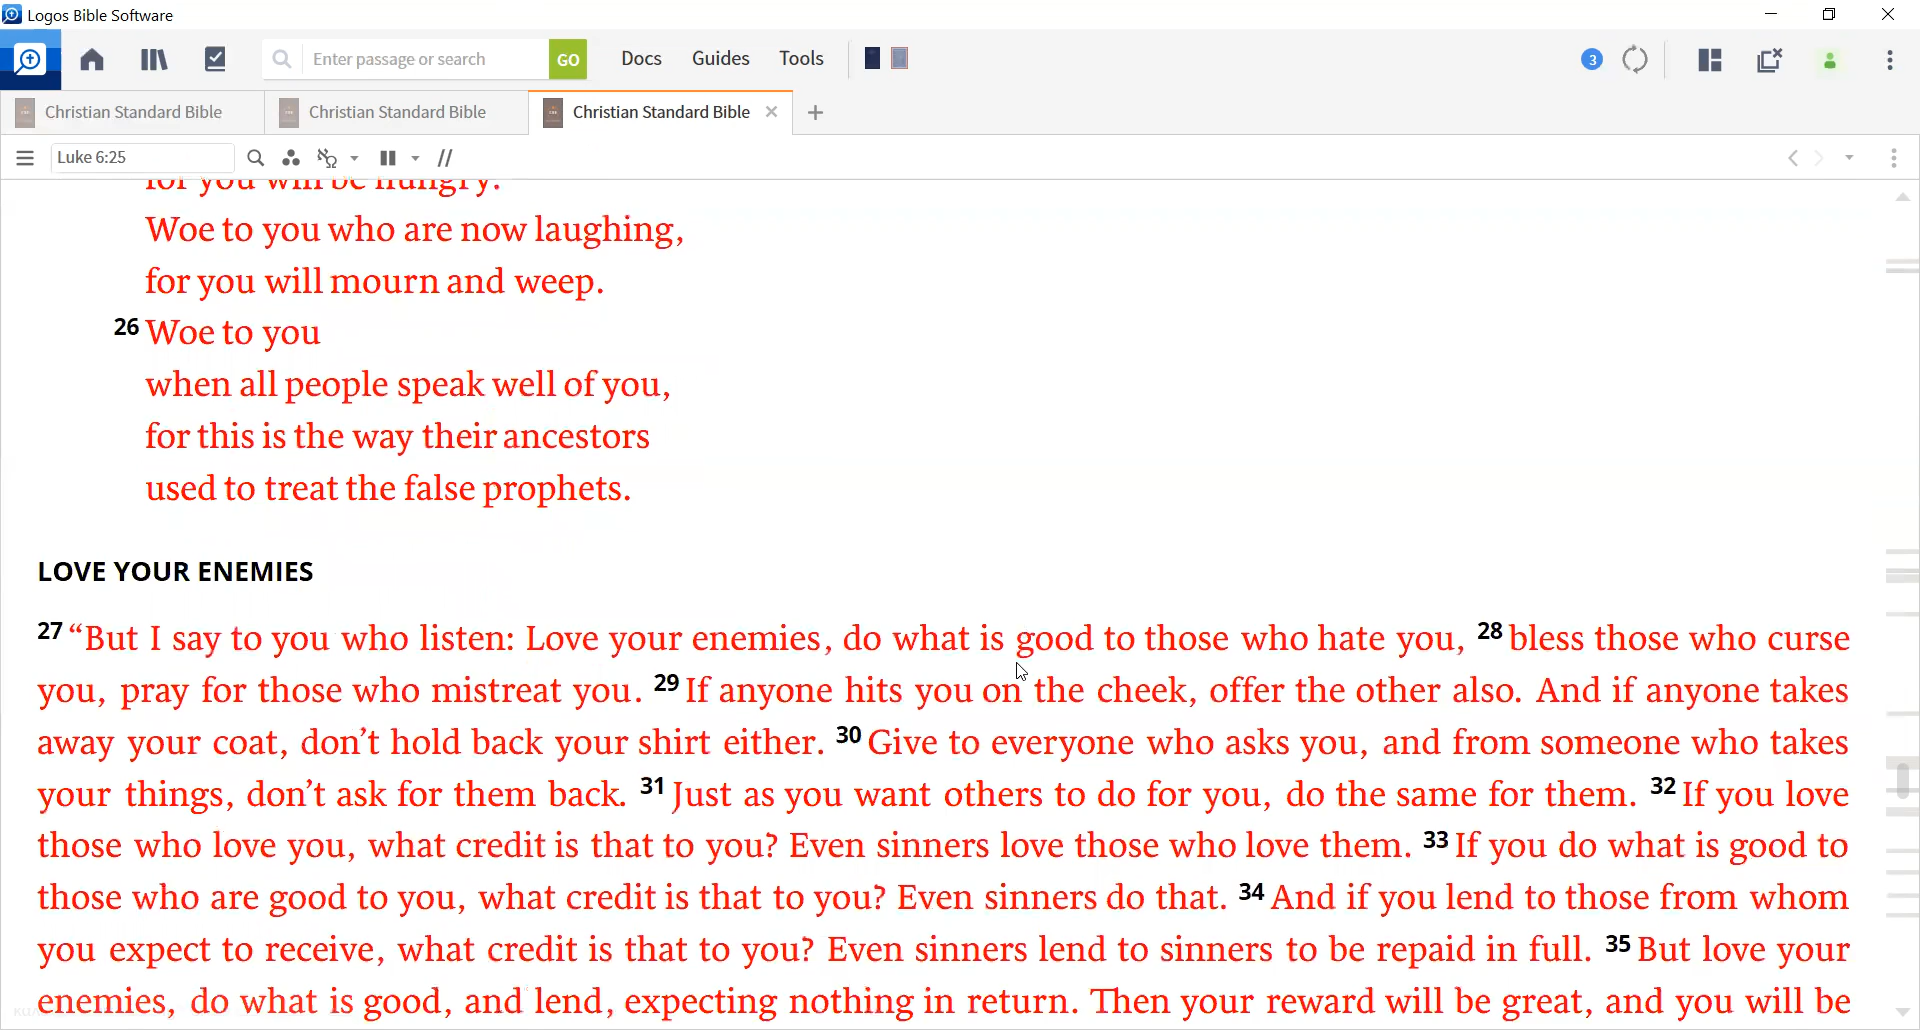 Logos Bible Software
Enter passage or search GO Docs Guides Tools 3
Christian Standard Bible Christian Standard Bible Christian Standard Bible
Luke 6:25
for you will be hungry.
Woe to you who are now laughing,
for you will mourn and weep.
26 Woe to you
when all people speak well of you,
for this is the way their ancestors
used to treat the false prophets.
LOVE YOUR ENEMIES
27 “But I say to you who listen: Love your enemies, do what is good to those who hate you, 28 bless those who curse
you, pray for those who mistreat you. 29 If anyone hits you on the cheek, offer the other also. And if anyone takes
away your coat, don’t hold back your shirt either. 30 Give to everyone who asks you, and from someone who takes
your things, don’t ask for them back. 31 Just as you want others to do for you, do the same for them. 32 If you love
those who love you, what credit is that to you? Even sinners love those who love them. 33 If you do what is good to
those who are good to you, what credit is that to you? Even sinners do that. 34 And if you lend to those from whom
you expect to receive, what credit is that to you? Even sinners lend to sinners to be repaid in full. 35 But love your
enemies, do what is good, and lend, expecting nothing in return. Then your reward will be great, and you will be